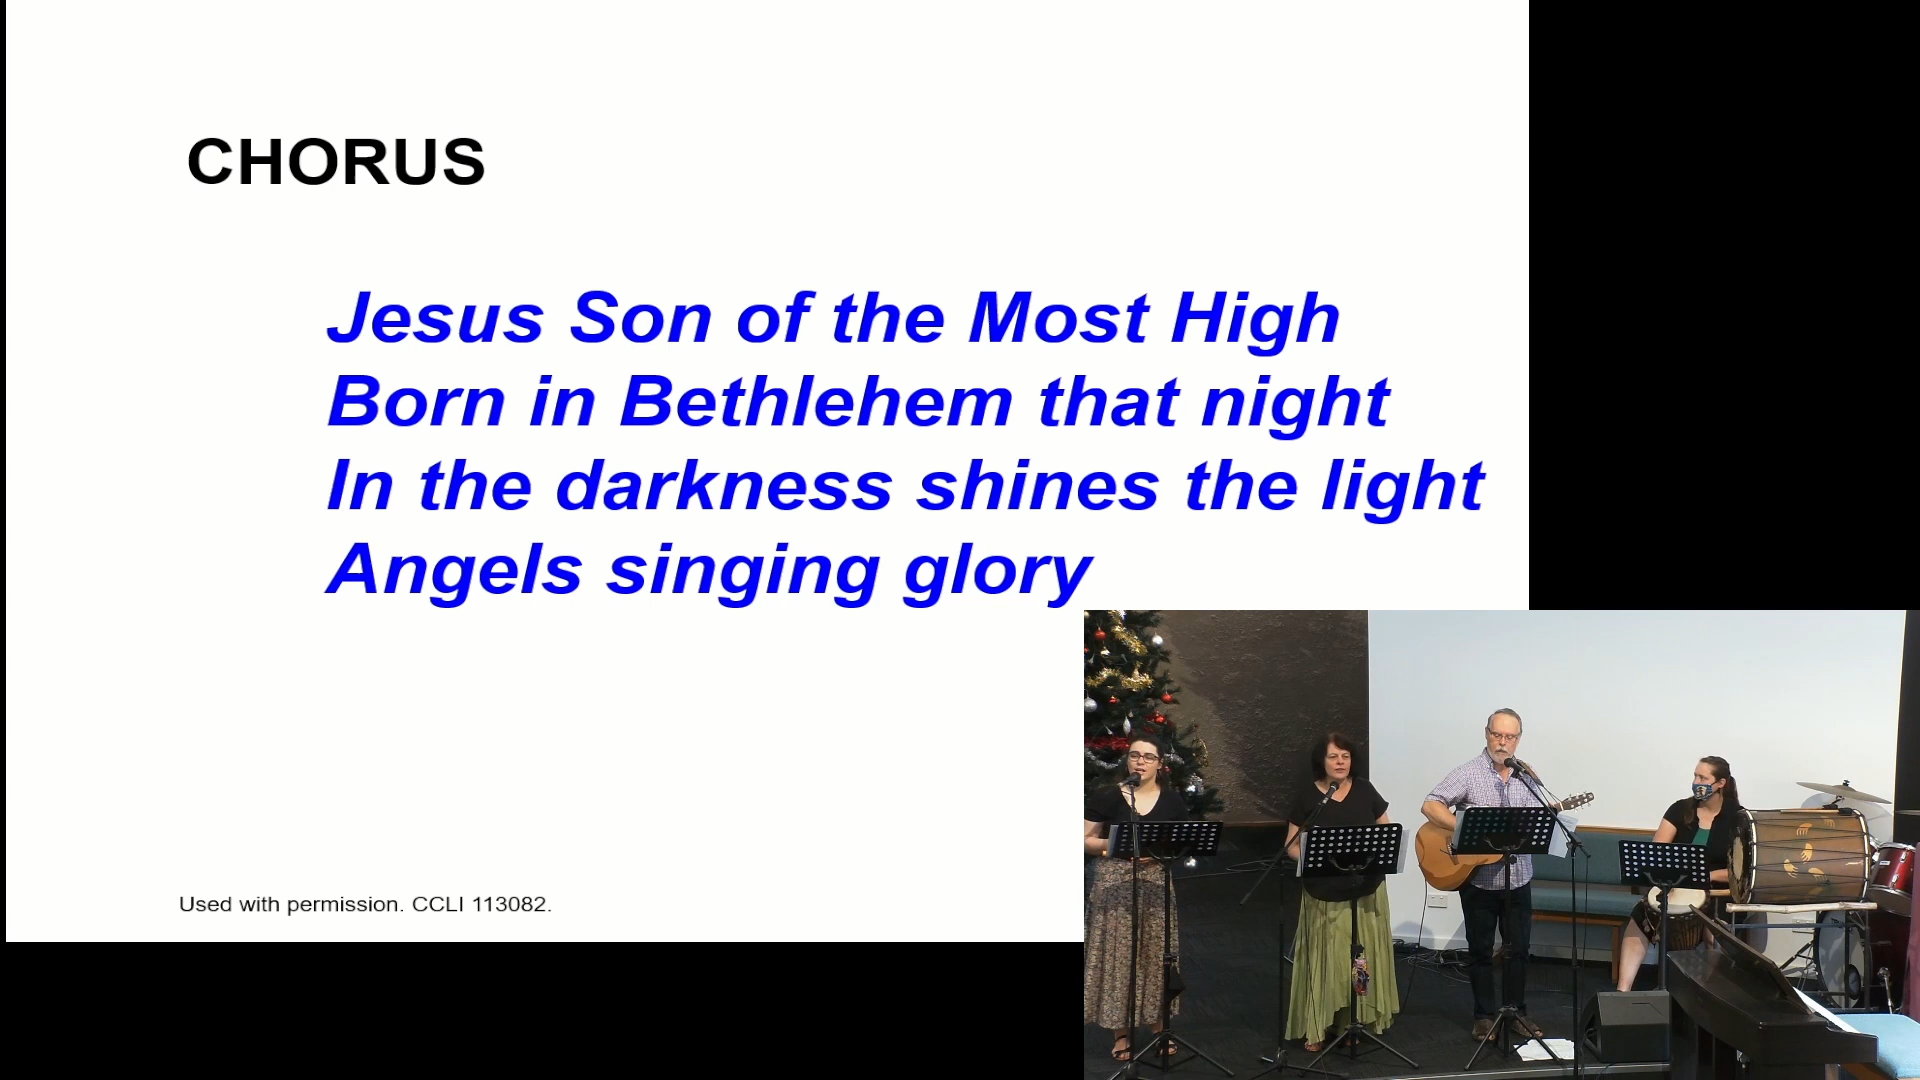 CHORUS
Jesus Son of the Most High
Born in Bethlehem that night
In the darkness shines the light
Angels singing glory
Used with permission. CCLI 113082.